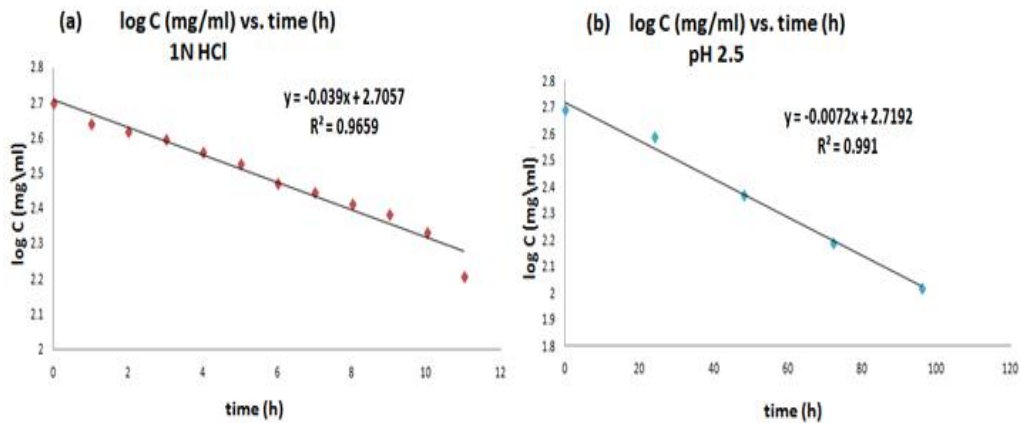 (a) log C (mg/ml) vs. time (h)
1N HCl
2.8
2.7
2.6
2.5
2.4
2.3
2.2
2.1
2
y = -0.039x + 2.7057
R² = 0.9659
log C (mg\ml)
0 2 4 6 8 10 12
time (h)
(b) log C (mg/ml) vs. time (h)
pH 2.5
2.8
2.7
2.6
2.5
2.4
2.3
2.2
2.1
2
1.9
1.8
y = -0.0072x + 2.7192
R² = 0.991
log C (mg\ml)
0 20 40 60 80 100 120
time (h)